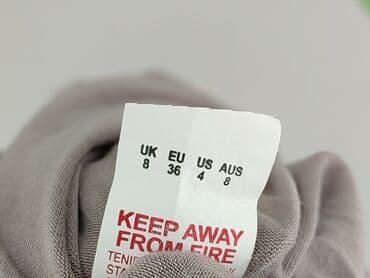 UK EU US AUS
8 36 4 8
KEEP AWAY
FROM FIRE